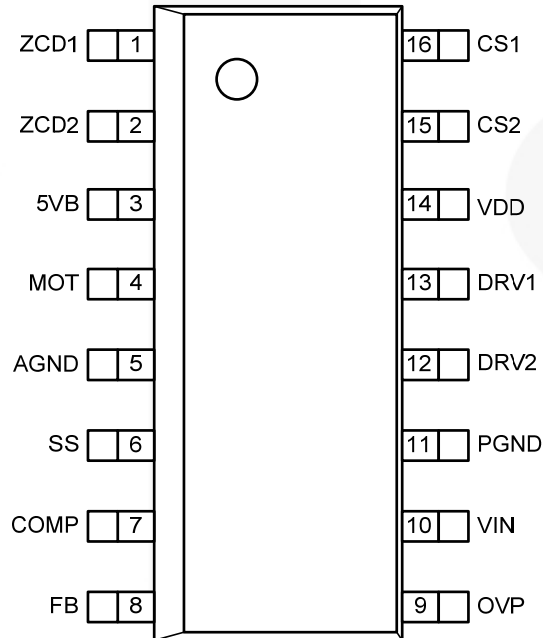 ZCD1 1 16 CS1
ZCD2 2 15 CS2
5VB 3 14 VDD
MOT 4 13 DRV1
AGND 5 12 DRV2
SS 6 11 PGND
COMP 7 10 VIN
FB 8 9 OVP